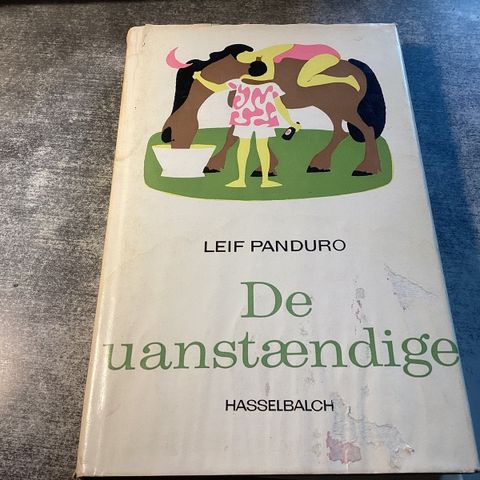 LEIF PANDURO
De
uanstændige
HASSELBALCH